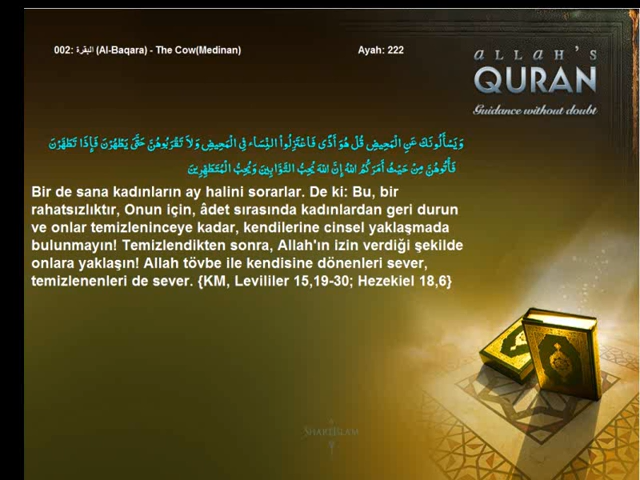 002: البقرة (Al-Baqara) - The Cow(Medinan) Ayah: 222
ALLAH'S
QURAN
Guidance without doubt
وَيَسْأَلُونَكَ عَنِ الْمَحِيضِ قُلْ هُوَ أَذًى فَاعْتَزِلُواْ النِّسَاء فِي الْمَحِيضِ وَلاَ تَقْرَبُوهُنَّ حَتَّىَ يَطْهُرْنَ فَإِذَا تَطَهَّرْنَ
فَأْتُوهُنَّ مِنْ حَيْثُ أَمَرَكُمُ اللّهُ إِنَّ اللّهَ يُحِبُّ التَّوَّابِينَ وَيُحِبُّ الْمُتَطَهِّرِينَ
Bir de sana kadınların ay halini sorarlar. De ki: Bu, bir
rahatsızlıktır, Onun için, âdet sırasında kadınlardan geri durun
ve onlar temizleninceye kadar, kendilerine cinsel yaklaşmada
bulunmayın! Temizlendikten sonra, Allah'ın izin verdiği şekilde
onlara yaklaşın! Allah tövbe ile kendisine dönenleri sever,
temizlenenleri de sever. {KM, Levililer 15,19-30; Hezekiel 18,6}
SHAREISLAM